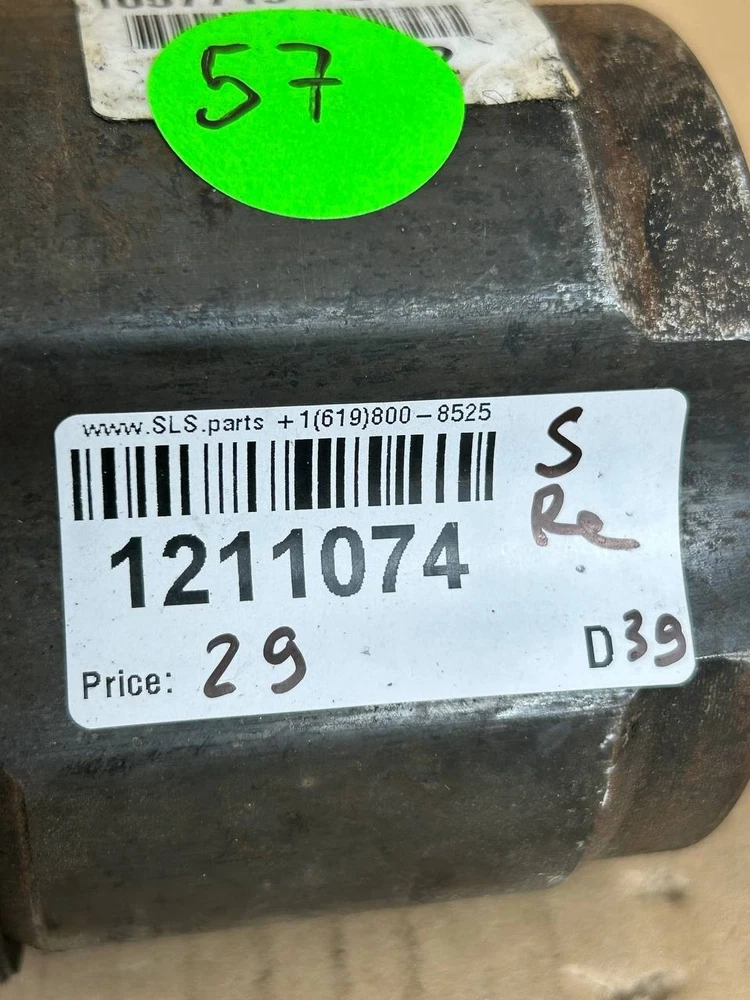 57
www.SLS.parts +1(619)800-8525
S
Re
1211074
Price: 29
D39